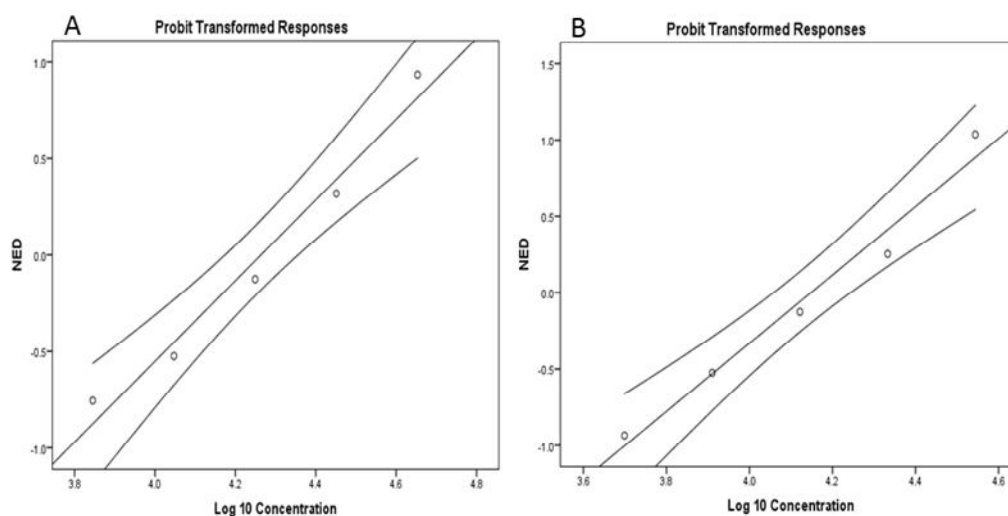 A
Probit Transformed Responses
1.0
0.5
0.0
-0.5
-1.0
NED
3.8 4.0 4.2 4.4 4.6 4.8
Log 10 Concentration
B
Probit Transformed Responses
1.5
1.0
0.5
0.0
-0.5
-1.0
NED
3.6 3.8 4.0 4.2 4.4 4.6
Log 10 Concentration